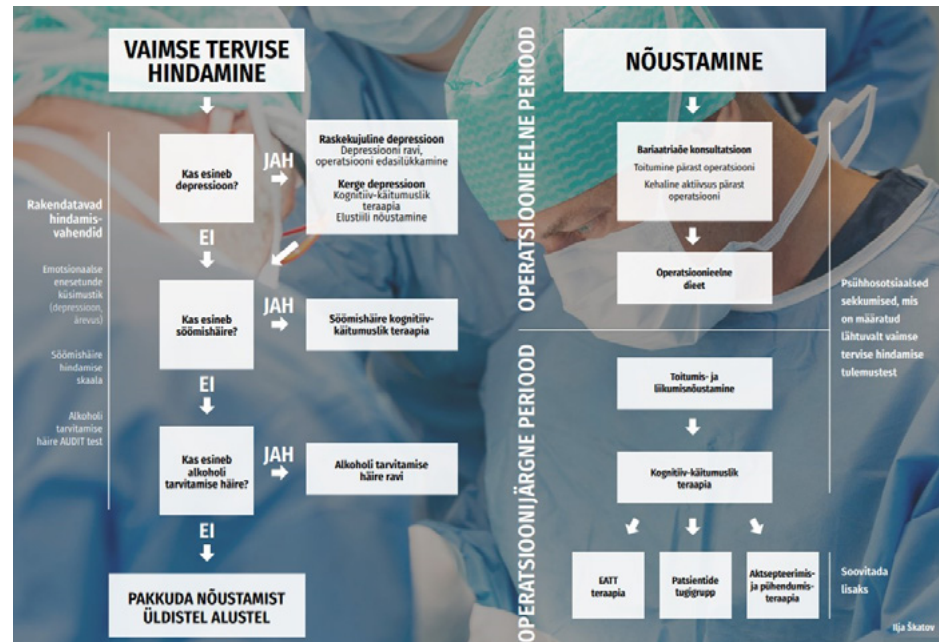 VAIMSE TERVISE
HINDAMINE
Rakendatavad
hindamis-
vahendid
Emotsionaalse
enesetunde
küsimustik
(depressioon,
ärevus)
Söömishäire
hindamise
skaala
Alkoholi
tarvitamise
häire AUDIT test
Kas esineb
depressioon?
JAH
Raskekujuline depressioon
Depressiooni ravi,
operatsiooni edasilükkamine
Kerge depressioon
Kognitiiv-käitumuslik
teraapia
Elustiili nõustamine
EI
Kas esineb
söömishäire?
JAH
Söömishäire kognitiiv-
käitumuslik teraapia
EI
Kas esineb
alkoholi
tarvitamise häire?
JAH
Alkoholi tarvitamise
häire ravi
EI
PAKKUDA NÕUSTAMIST
ÜLDISTEL ALUSTEL
OPERATSIOONIEELNE PERIOOD
NÕUSTAMINE
Bariaatriaõe konsultatsioon
Toitumine pärast operatsiooni
Kehaline aktiivsus pärast
operatsiooni
Operatsioonieelne
dieet
OPERATSIOONIJÄRGNE PERIOOD
Toitumis- ja
liikumisnõustamine
Kognitiiv-käitumuslik
teraapia
EATT
teraapia
Patsientide
tugigrupp
Aktsepteerimis-
ja pühendumis-
teraapia
Psühhosotsiaalsed
sekkumised, mis
on määratud
lähtuvalt vaimse
tervise hindamise
tulemustest
Soovitada
lisaks
Ilja Škatov